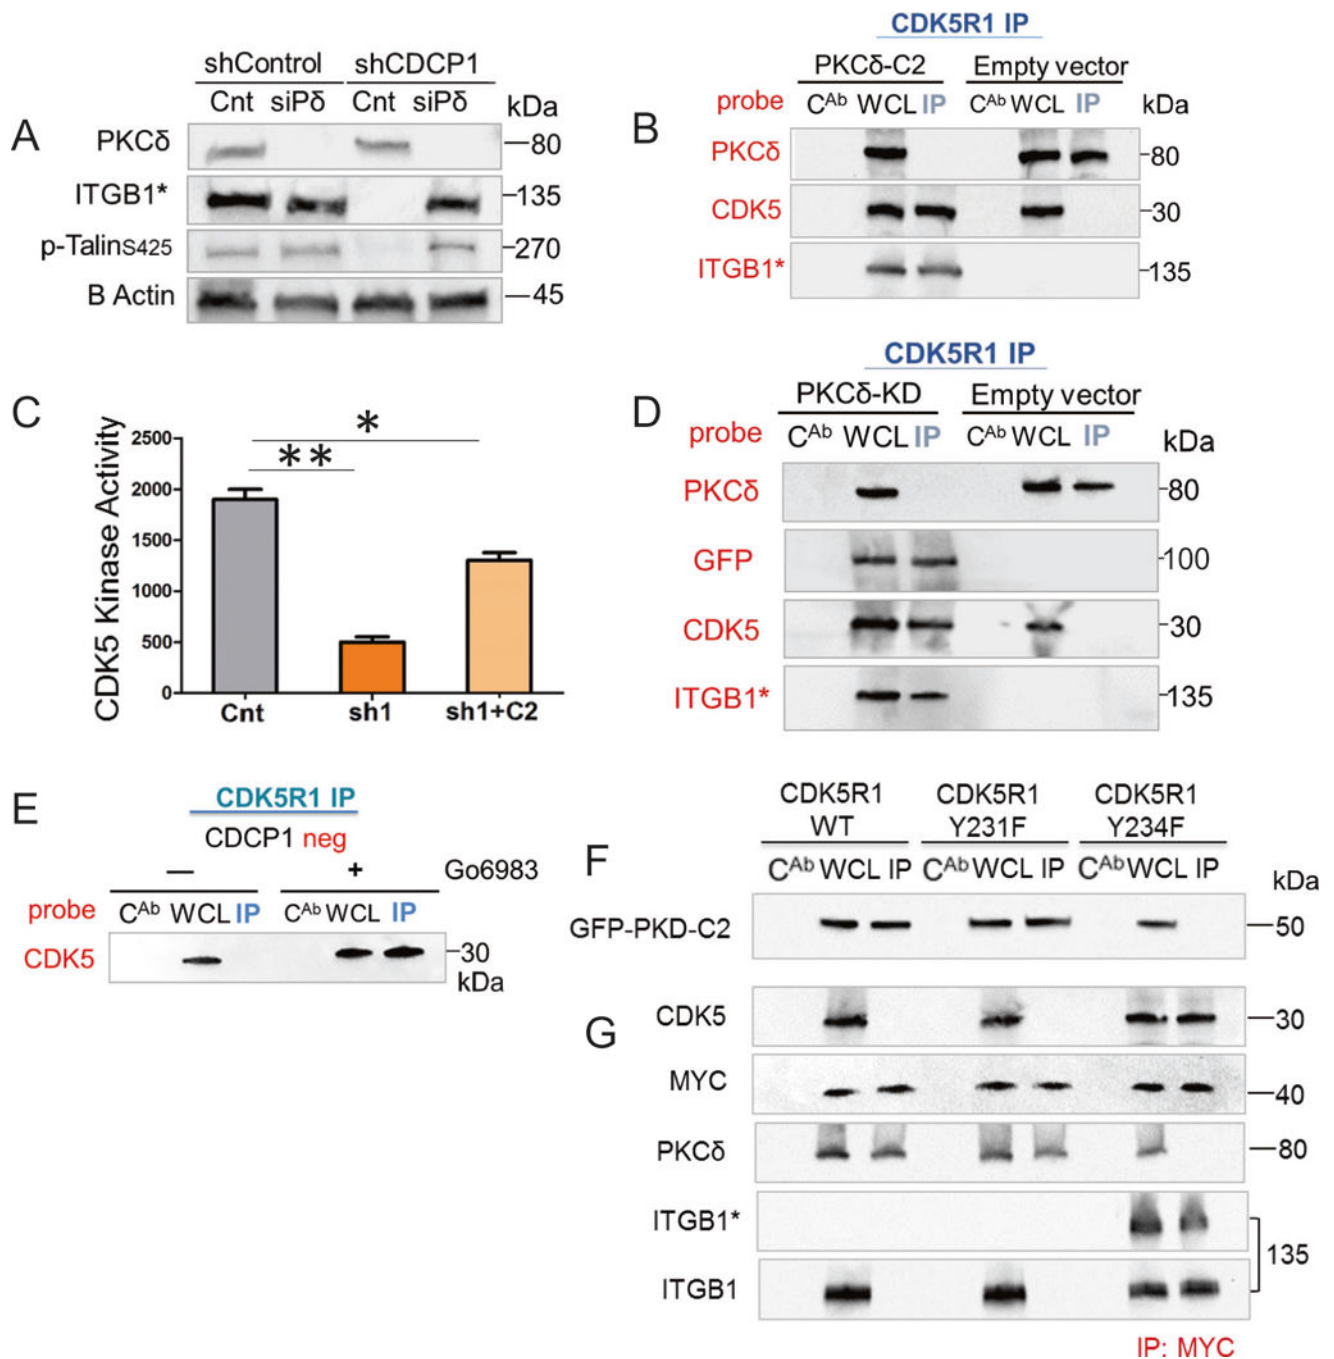 A
shControl shCDCP1
Cnt siPδ Cnt siPδ kDa
PKCδ 80
ITGB1* 135
p-TalinS425 270
B Actin 45
B
CDK5R1 IP
PKCδ-C2 Empty vector
probe CAb WCL IP CAb WCL IP kDa
PKCδ 80
CDK5 30
ITGB1* 135
C
CDK5 Kinase Activity
2500
2000
1500
1000
500
0
*
**
Cnt sh1 sh1+C2
D
CDK5R1 IP
PKCδ-KD Empty vector
probe CAb WCL IP CAb WCL IP kDa
PKCδ 80
GFP 100
CDK5 30
ITGB1* 135
E
CDK5R1 IP
CDCP1 neg
— + Go6983
probe CAb WCL IP CAb WCL IP
CDK5 30
kDa
F
CDK5R1 CDK5R1 CDK5R1
WT Y231F Y234F
CAb WCL IP CAb WCL IP CAb WCL IP kDa
GFP-PKD-C2 50
G
CDK5 30
MYC 40
PKCδ 80
ITGB1*
135
ITGB1
IP: MYC